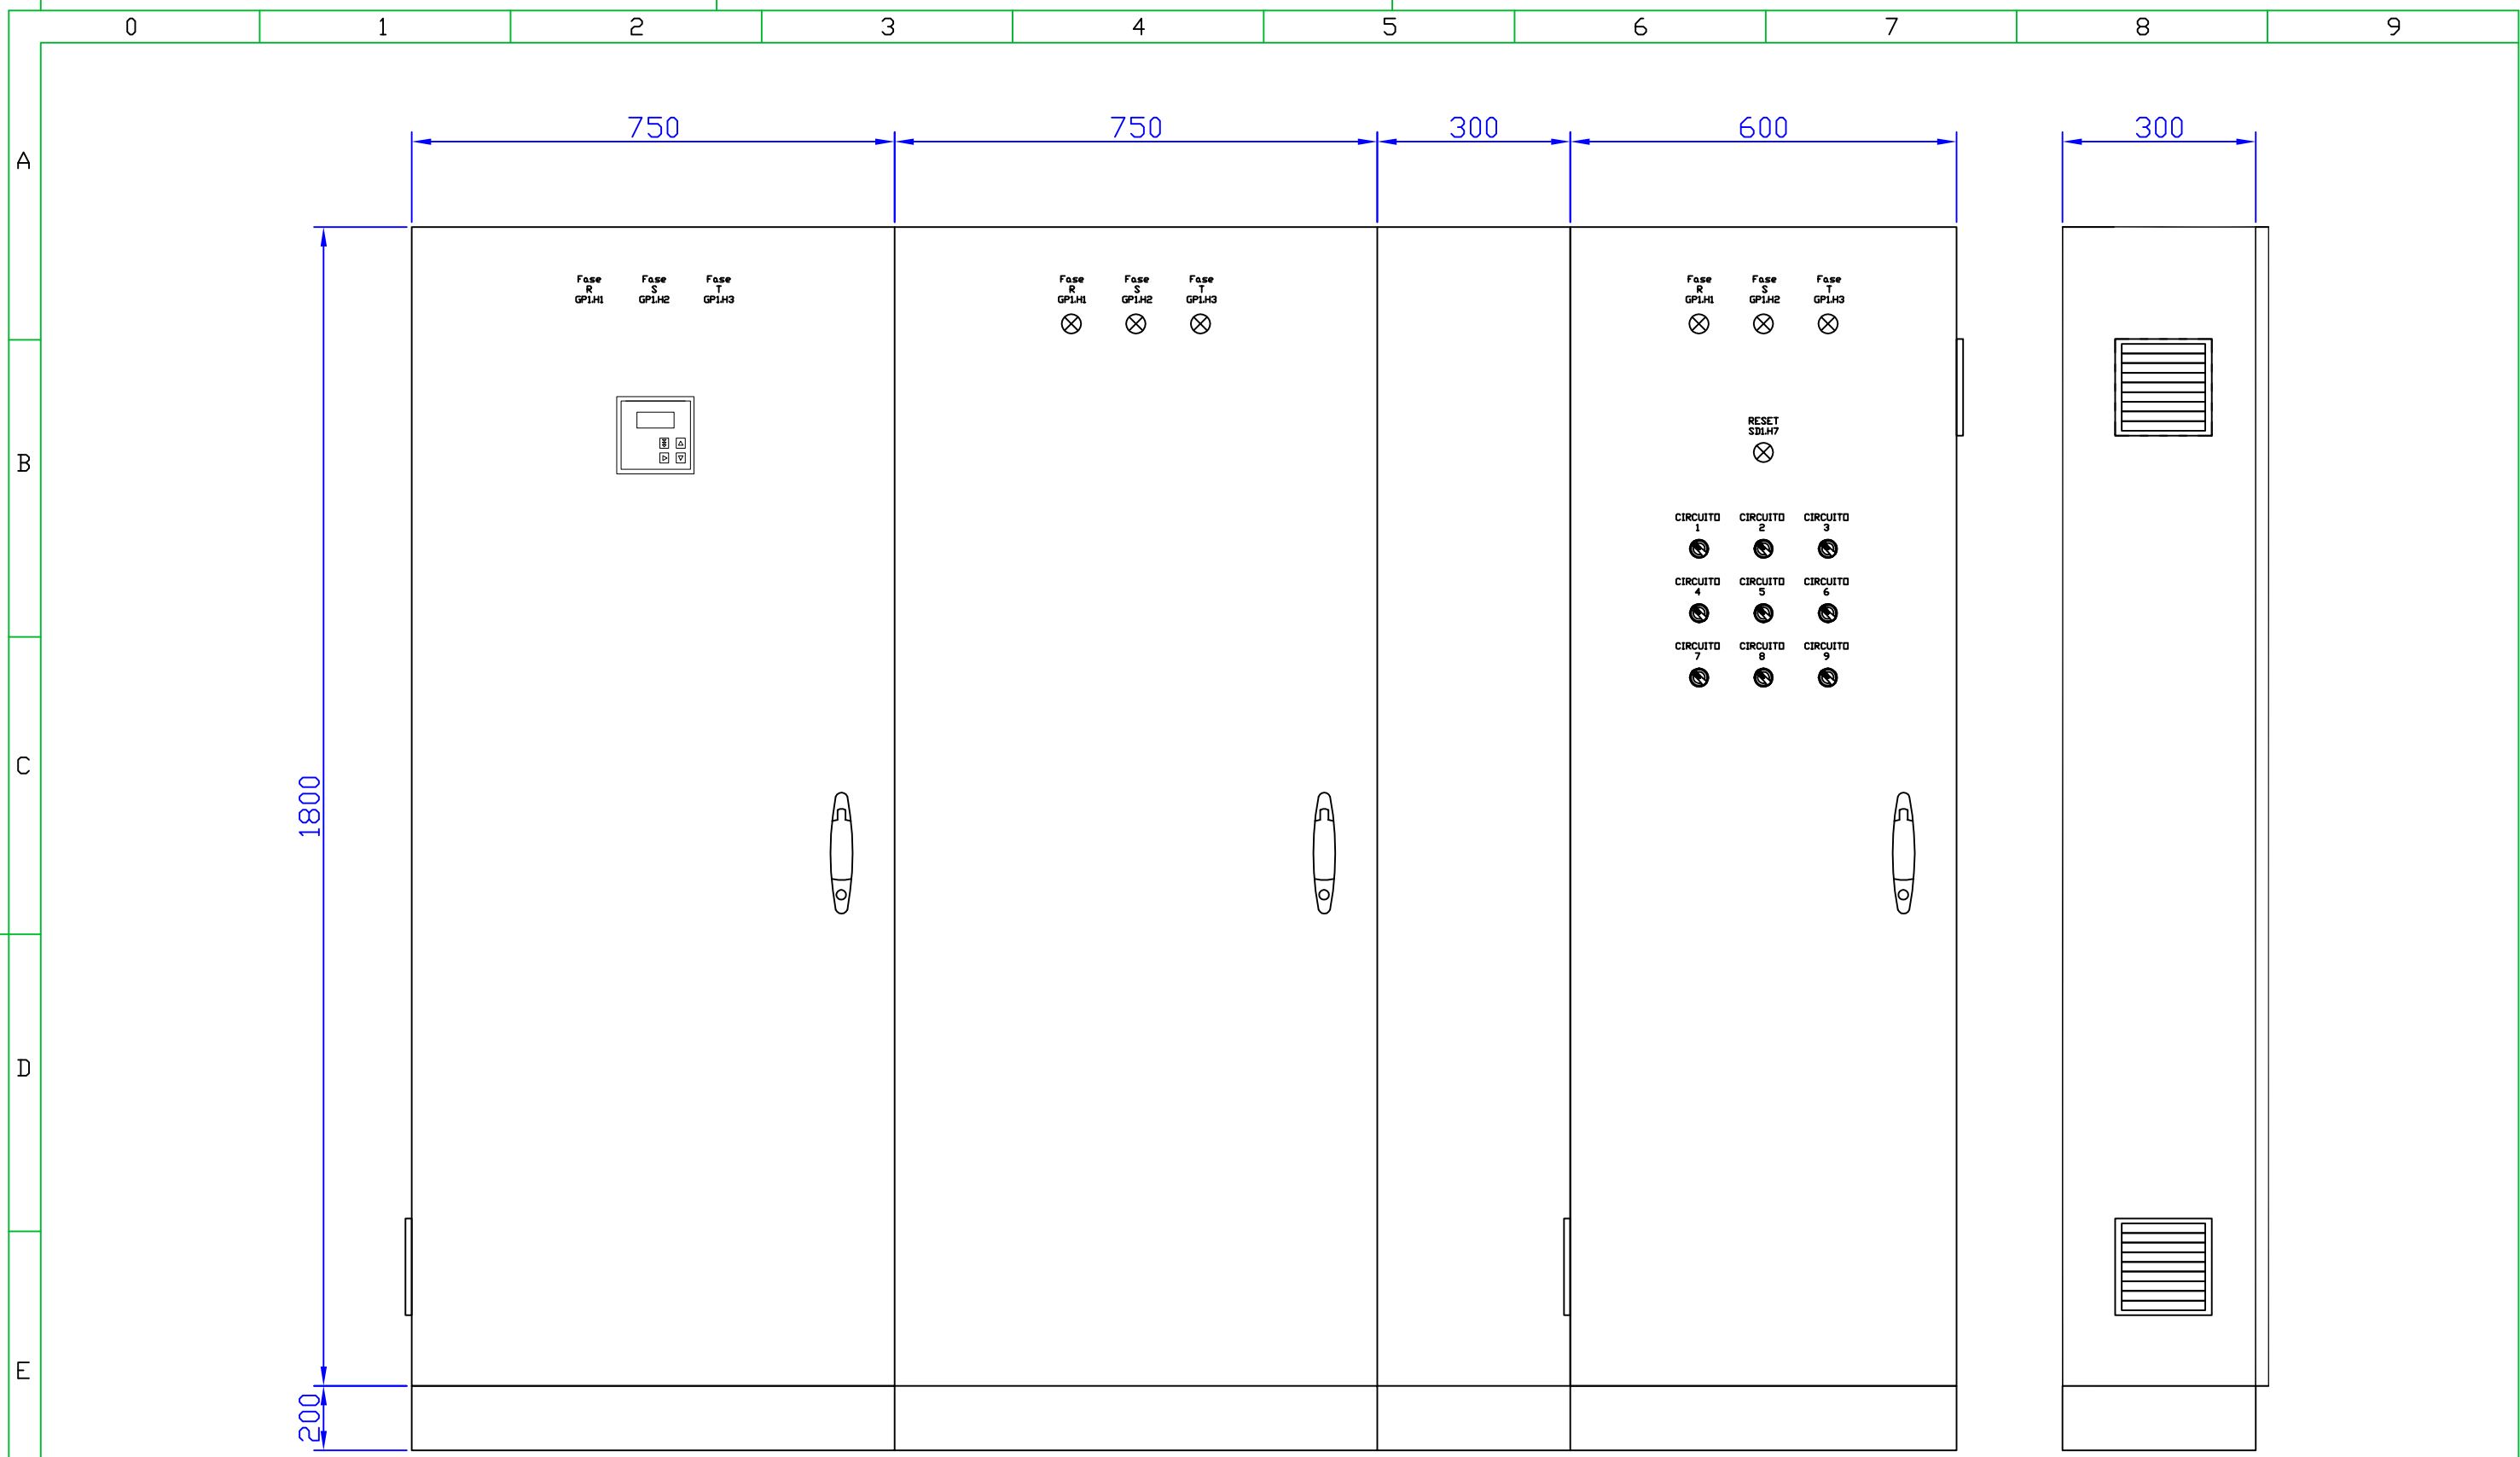 0 1 2 3 4 5 6 7 8 9
750 750 300 600 300
A
Fase Fase Fase Fase Fase Fase Fase Fase Fase
R S T R S T R S T
GP1.H1 GP1.H2 GP1.H3 GP1.H1 GP1.H2 GP1.H3 GP1.H1 GP1.H2 GP1.H3
RESET
SD1.H7
B
CIRCUITO CIRCUITO CIRCUITO
1 2 3
CIRCUITO CIRCUITO CIRCUITO
4 5 6
CIRCUITO CIRCUITO CIRCUITO
7 8 9
C
1800
D
E
200